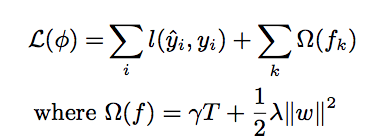 ℒ(ϕ) = ∑_i l(ŷ_i, y_i) + ∑_k Ω(f_k)
where Ω(f) = γT + ½λ‖w‖²